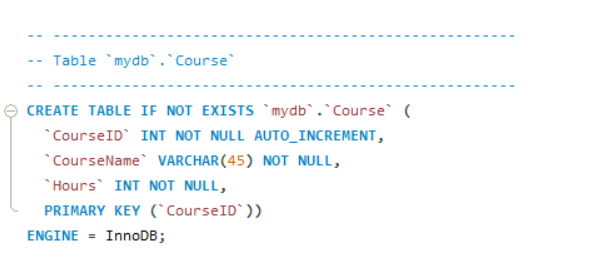 -- -----------------------------------------------------
-- Table `mydb`.`Course`
-- -----------------------------------------------------
CREATE TABLE IF NOT EXISTS `mydb`.`Course` (
  `CourseID` INT NOT NULL AUTO_INCREMENT,
  `CourseName` VARCHAR(45) NOT NULL,
  `Hours` INT NOT NULL,
  PRIMARY KEY (`CourseID`))
ENGINE = InnoDB;